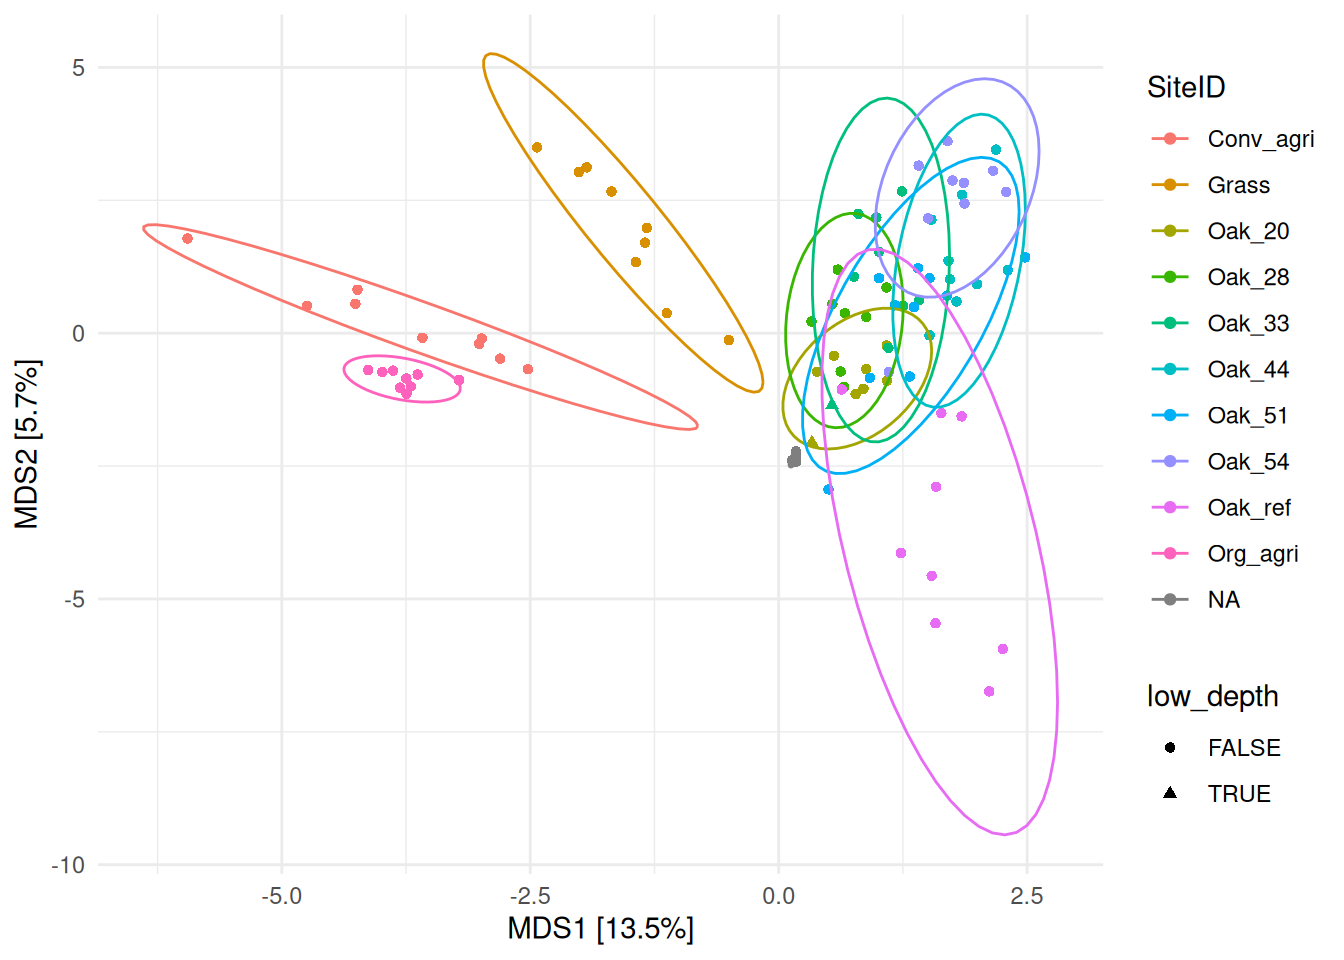 5
0
-5
-10
MDS2 [5.7%]
-5.0
-2.5
0.0
2.5
MDS1 [13.5%]
SiteID
Conv_agri
Grass
Oak_20
Oak_28
Oak_33
Oak_44
Oak_51
Oak_54
Oak_ref
Org_agri
NA
low_depth
FALSE
TRUE